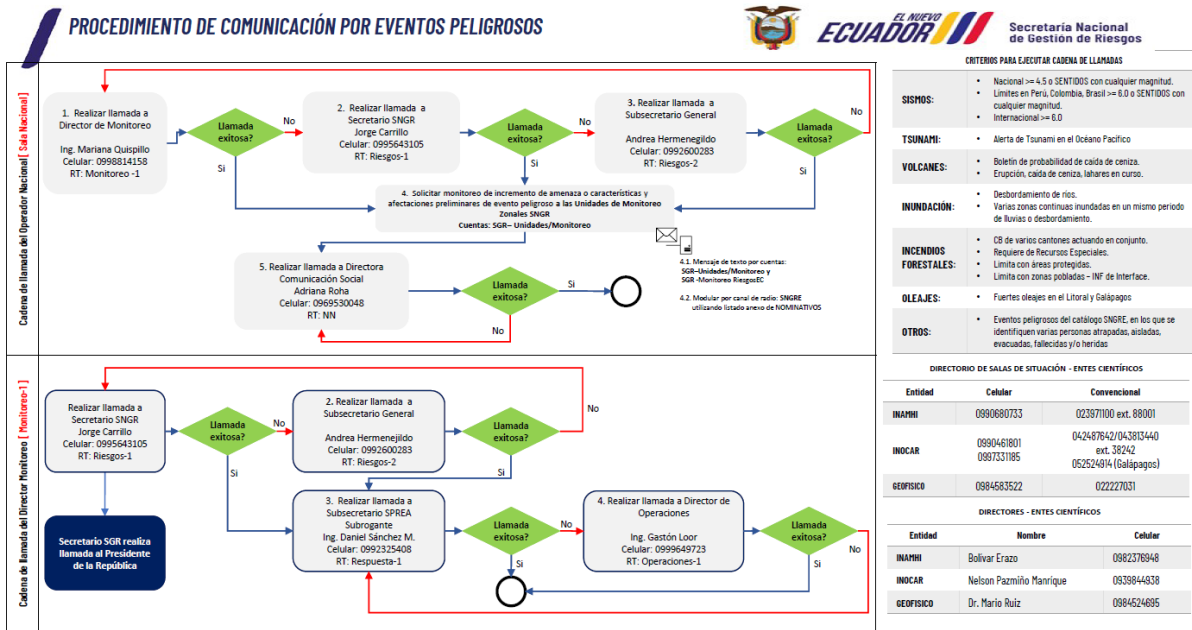 PROCEDIMIENTO DE COMUNICACIÓN POR EVENTOS PELIGROSOS
EL NUEVO
ECUADOR
Secretaría Nacional
de Gestión de Riesgos
Cadena de llamada del Operador Nacional[ Sala Nacional]
1. Realizar llamada a
Director de Monitoreo
Ing. Mariana Quispillo
Celular: 0998814158
RT: Monitoreo -1
Llamada
exitosa?
No
Si
2. Realizar llamada a
Secretario SNGR
Jorge Carrillo
Celular: 0995643105
RT: Riesgos-1
Llamada
exitosa?
No
Si
3. Realizar llamada a
Subsecretario General
Andrea Hermenegildo
Celular: 0992600283
RT: Riesgos-2
Llamada
exitosa?
No
Si
4. Solicitar monitoreo de incremento de amenaza o características y
afectaciones preliminares de evento peligroso a las Unidades de Monitoreo
Zonales SNGR
Cuentas: SGR– Unidades/Monitoreo
4.1. Mensaje de texto por cuentas:
SGR–Unidades/Monitoreo y
SGR -Monitoreo RiesgosEC
4.2. Modular por canal de radio: SNGRE
utilizando listado anexo de NOMINATIVOS
5. Realizar llamada a Directora
Comunicación Social
Adriana Roha
Celular: 0969530048
RT: NN
Llamada
exitosa?
Si
No
Cadena de llamada del Director Monitoreo [ Monitoreo-1 ]
Realizar llamada a
Secretario SNGR
Jorge Carrillo
Celular: 0995643105
RT: Riesgos-1
Secretario SGR realiza
llamada al Presidente
de la República
Llamada
exitosa?
No
Si
2. Realizar llamada a
Subsecretario General
Andrea Hermenejildo
Celular: 0992600283
RT: Riesgos-2
Llamada
exitosa?
No
Si
3. Realizar llamada a
Subsecretario SPREA
Subrogante
Ing. Daniel Sánchez M.
Celular: 0992325408
RT: Respuesta-1
Llamada
exitosa?
No
Si
4. Realizar llamada a Director de
Operaciones
Ing. Gastón Loor
Celular: 0999649723
RT: Operaciones-1
Llamada
exitosa?
No
Si
CRITERIOS PARA EJECUTAR CADENA DE LLAMADAS
SISMOS:
• Nacional >= 4.5 o SENTIDOS con cualquier magnitud.
• Límites en Perú, Colombia, Brasil >= 6.0 o SENTIDOS con
cualquier magnitud.
• Internacional >= 6.0
TSUNAMI:
• Alerta de Tsunami en el Océano Pacífico
VOLCANES:
• Boletín de probabilidad de caída de ceniza.
• Erupción, caída de ceniza, lahares en curso.
INUNDACIÓN:
• Desbordamiento de ríos.
• Varias zonas continuas inundadas en un mismo periodo
de lluvias o desbordamiento.
INCENDIOS
FORESTALES:
• CB de varios cantones actuando en conjunto.
• Requiere de Recursos Especiales.
• Limita con áreas protegidas.
• Limita con zonas pobladas – INF de Interface.
OLEAJES:
• Fuertes oleajes en el Litoral y Galápagos
OTROS:
• Eventos peligrosos del catálogo SNGRE, en los que se
identifiquen varias personas atrapadas, aisladas,
evacuadas, fallecidas y/o heridas
DIRECTORIO DE SALAS DE SITUACIÓN - ENTES CIENTÍFICOS
Entidad Celular Convencional
INAMHI 0990680733 023971100 ext. 88001
INOCAR 0990461801
0997331185
042487642/043813440
ext. 38242
052524914 (Galápagos)
GEOFISICO 0984583522 022227031
DIRECTORES - ENTES CIENTÍFICOS
Entidad Nombre Celular
INAMHI Bolívar Erazo 0982376948
INOCAR Nelson Pazmiño Manrique 0939844938
GEOFISICO Dr. Mario Ruiz 0984524695